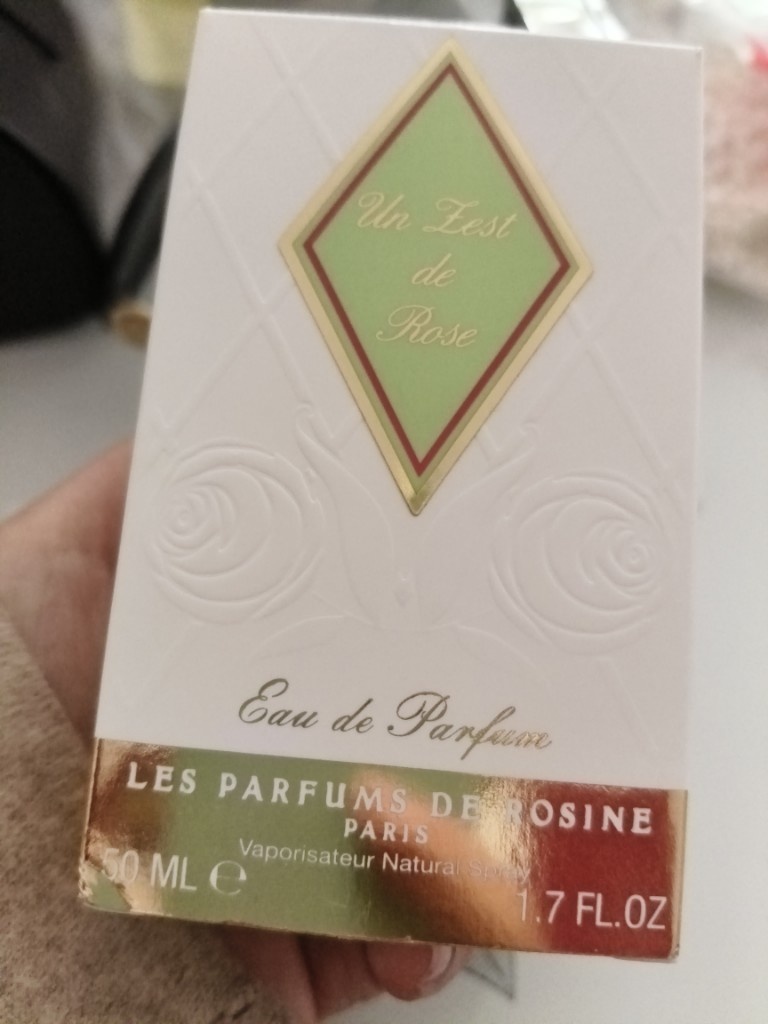 Un Zest
de
Rose
Eau de Parfum
LES PARFUMS DE ROSINE
PARIS
Vaporisateur Natural Spray
50 ML ℮
1.7 FL.OZ